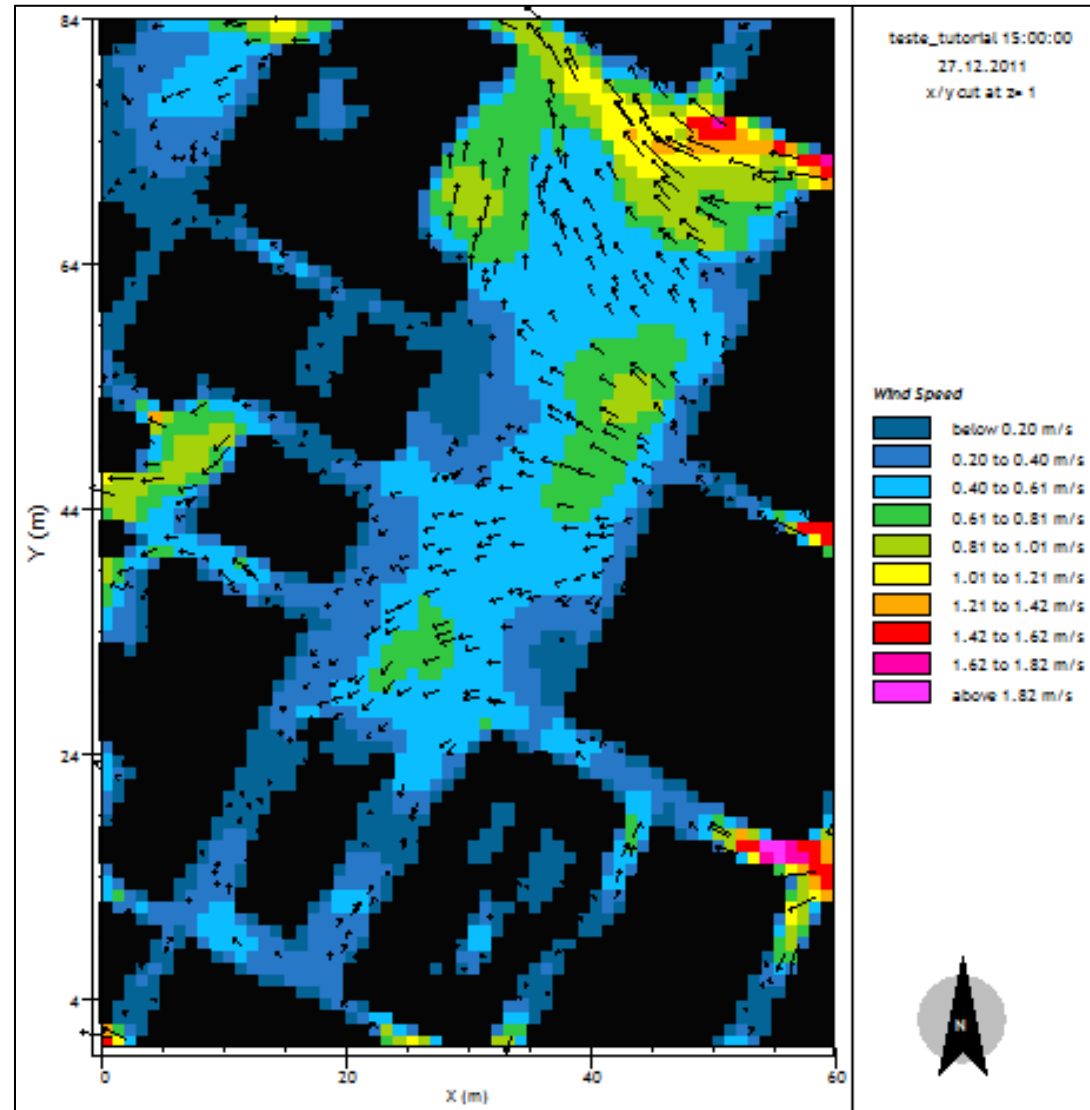 84
64
44
24
4
Y (m)
0
20
40
60
X (m)
teste_tutorial 15:00:00
27.12.2011
x/y cut at z= 1
Wind Speed
below 0.20 m/s
0.20 to 0.40 m/s
0.40 to 0.61 m/s
0.61 to 0.81 m/s
0.81 to 1.01 m/s
1.01 to 1.21 m/s
1.21 to 1.42 m/s
1.42 to 1.62 m/s
1.62 to 1.82 m/s
above 1.82 m/s
N